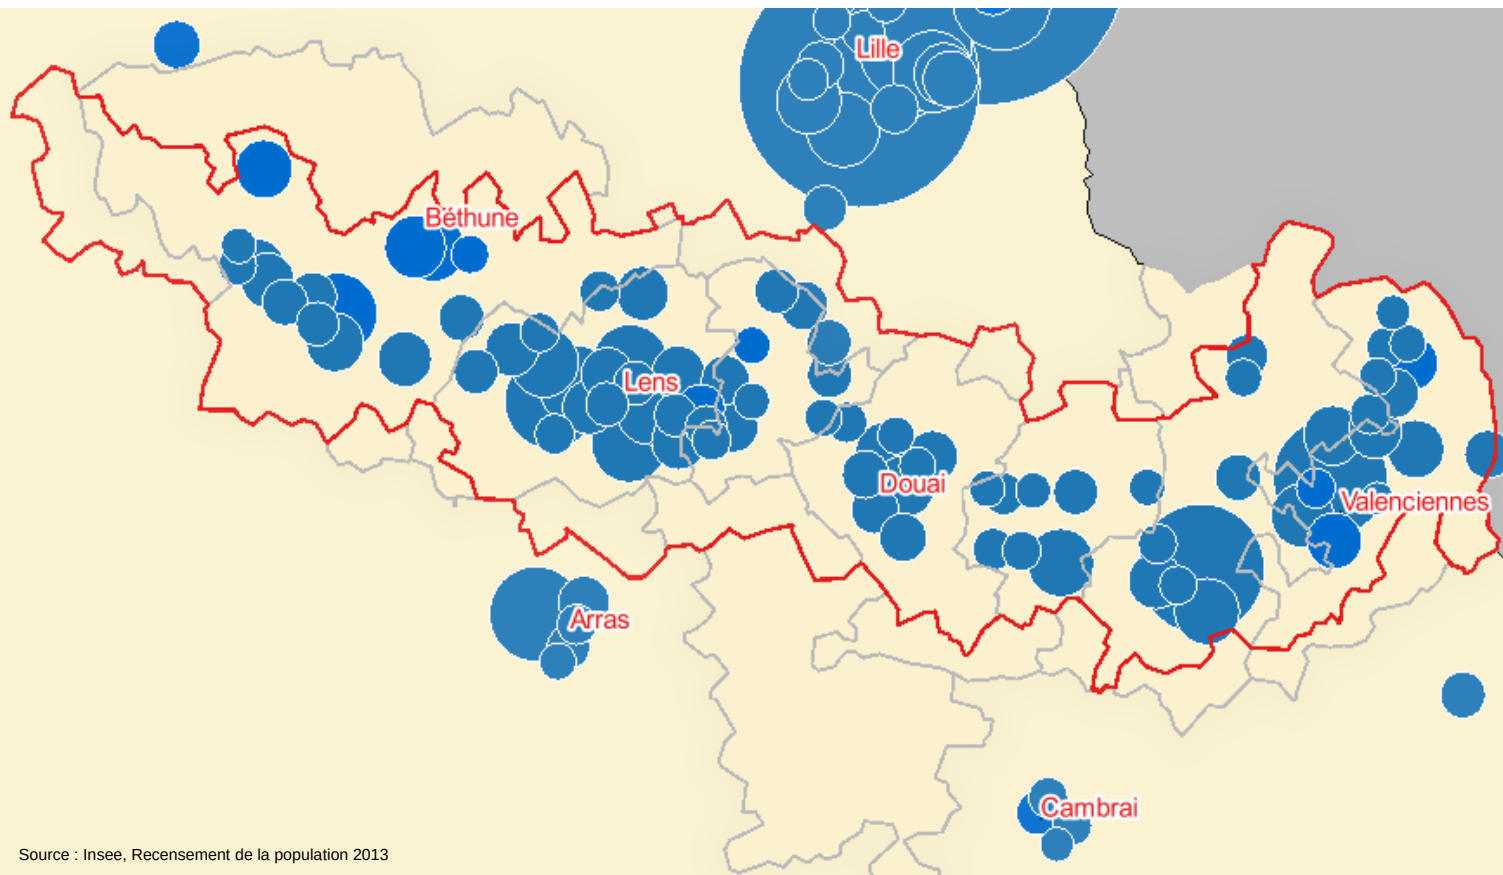 Lille
Béthune
Lens
Douai
Valenciennes
Arras
Cambrai
Source : Insee, Recensement de la population 2013